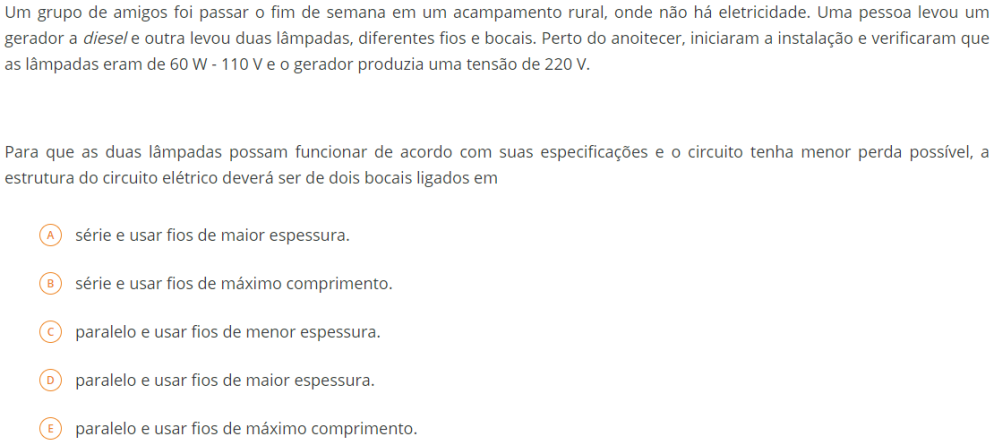 Um grupo de amigos foi passar o fim de semana em um acampamento rural, onde não há eletricidade. Uma pessoa levou um
gerador a diesel e outra levou duas lâmpadas, diferentes fios e bocais. Perto do anoitecer, iniciaram a instalação e verificaram que
as lâmpadas eram de 60 W - 110 V e o gerador produzia uma tensão de 220 V.
Para que as duas lâmpadas possam funcionar de acordo com suas especificações e o circuito tenha menor perda possível, a
estrutura do circuito elétrico deverá ser de dois bocais ligados em
A série e usar fios de maior espessura.
B série e usar fios de máximo comprimento.
C paralelo e usar fios de menor espessura.
D paralelo e usar fios de maior espessura.
E paralelo e usar fios de máximo comprimento.